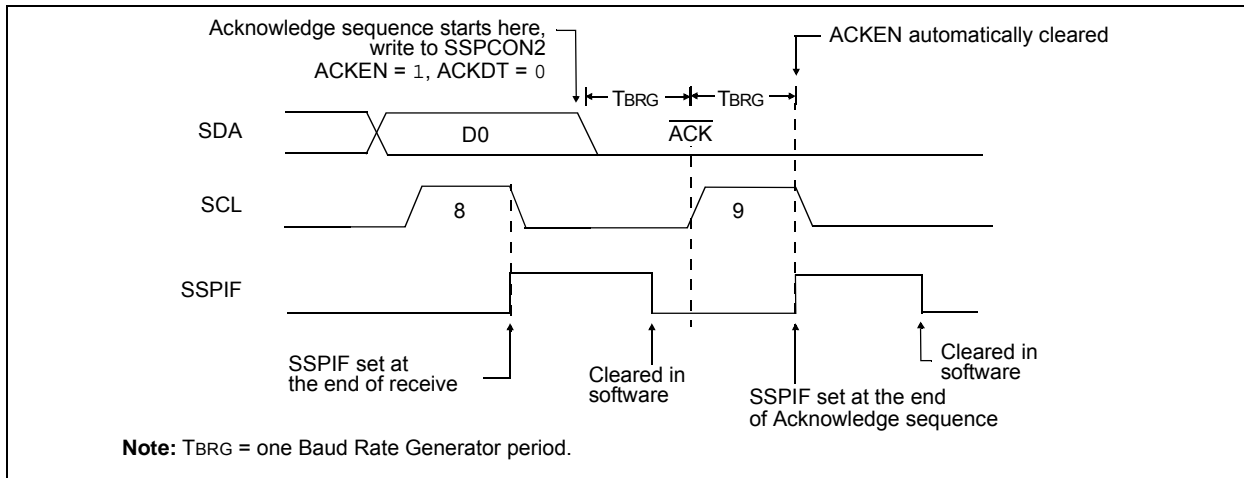 Acknowledge sequence starts here,
write to SSPCON2
ACKEN = 1, ACKDT = 0
ACKEN automatically cleared
TBRG
TBRG
SDA
D0
ACK
SCL
8
9
SSPIF
SSPIF set at
the end of receive
Cleared in
software
SSPIF set at the end
of Acknowledge sequence
Cleared in
software
Note: TBRG = one Baud Rate Generator period.